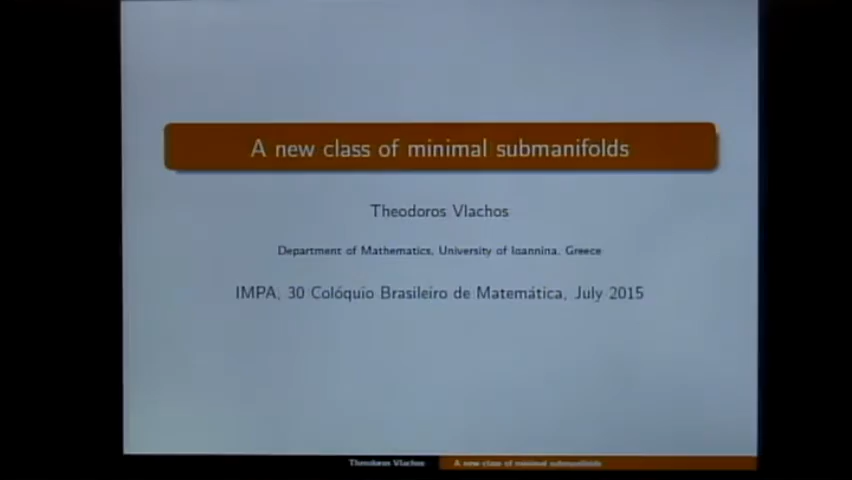 A new class of minimal submanifolds
Theodoros Vlachos
Department of Mathematics, University of Ioannina, Greece
IMPA, 30 Colóquio Brasileiro de Matemática, July 2015
Theodoros Vlachos
A new class of minimal submanifolds